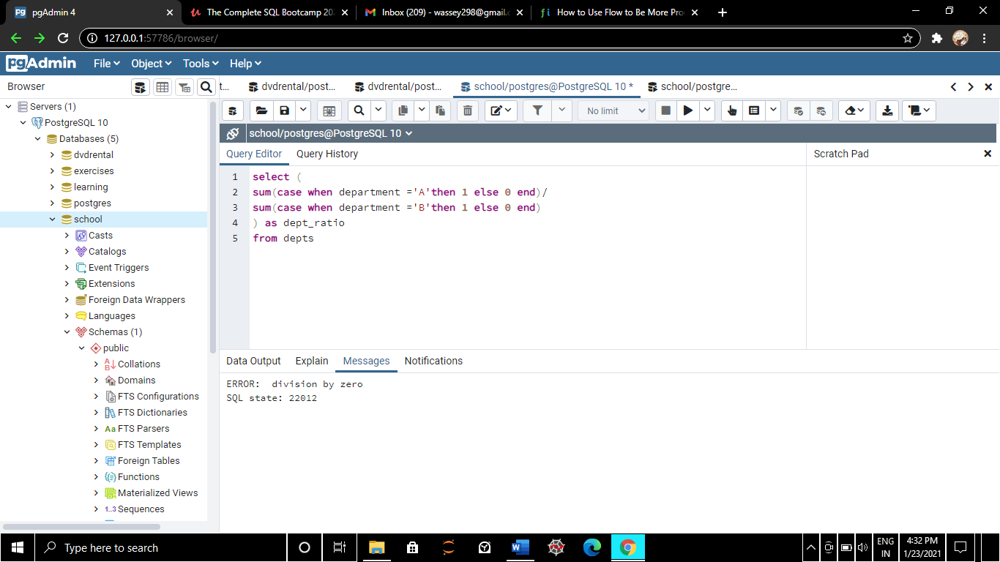 pgAdmin 4
The Complete SQL Bootcamp 202
Inbox (209) - wassey298@gmail.c
How to Use Flow to Be More Pro
127.0.0.1:57786/browser/
pgAdmin
File
Object
Tools
Help
Browser
t...
dvdrental/post...
dvdrental/post...
school/postgres@PostgreSQL 10 *
school/postgre...
No limit
school/postgres@PostgreSQL 10
Query Editor
Query History
Scratch Pad
Servers (1)
PostgreSQL 10
Databases (5)
dvdrental
exercises
learning
postgres
school
Casts
Catalogs
Event Triggers
Extensions
Foreign Data Wrappers
Languages
Schemas (1)
public
Collations
Domains
FTS Configurations
FTS Dictionaries
FTS Parsers
FTS Templates
Foreign Tables
Functions
Materialized Views
1..3 Sequences
1 select (
2 sum(case when department ='A'then 1 else 0 end)/
3 sum(case when department ='B'then 1 else 0 end)
4 ) as dept_ratio
5 from depts
Data Output
Explain
Messages
Notifications
ERROR:  division by zero
SQL state: 22012
Type here to search
ENG
IN
4:32 PM
1/23/2021